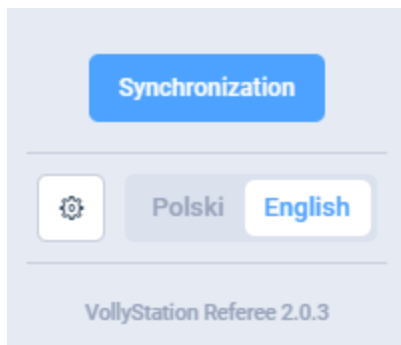 Synchronization
Polski English
VollyStation Referee 2.0.3